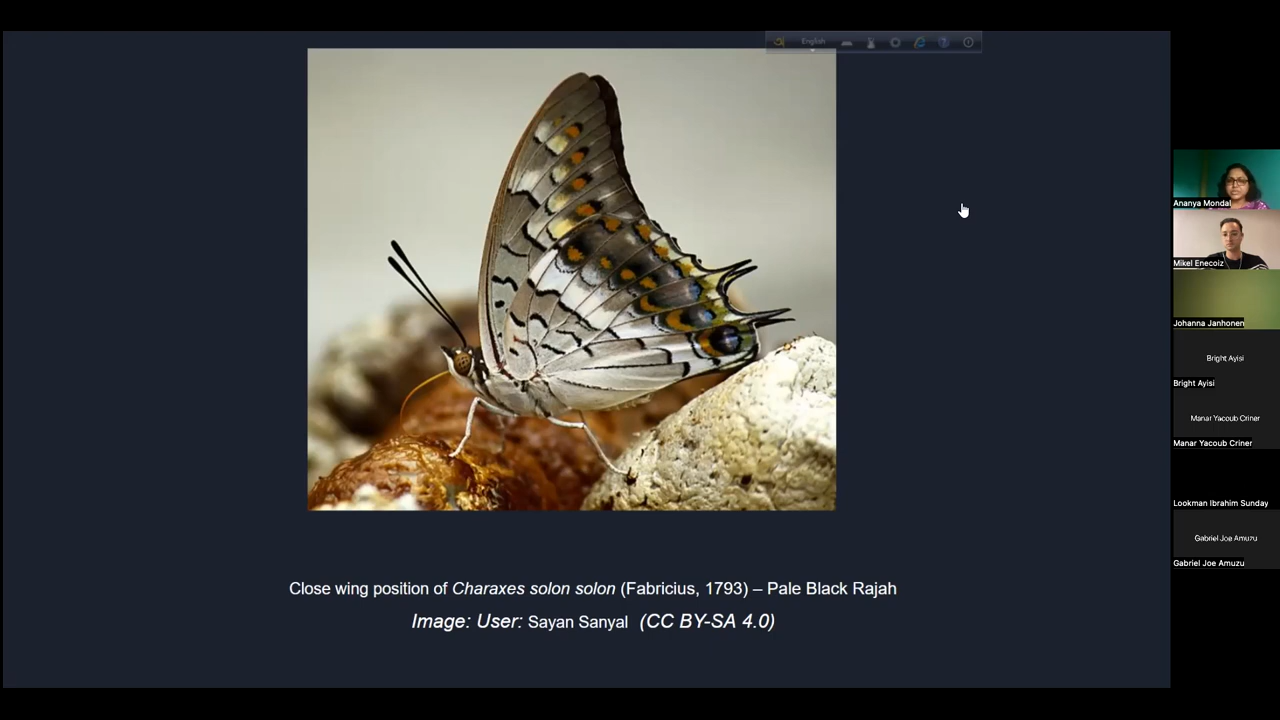 English
Close wing position of Charaxes solon solon (Fabricius, 1793) – Pale Black Rajah
Image: User: Sayan Sanyal (CC BY-SA 4.0)
Ananya Mondal
Mikel Enecoiz
Johanna Janhonen
Bright Ayisi
Bright Ayisi
Manar Yacoub Criner
Manar Yacoub Criner
Lookman Ibrahim Sunday
Gabriel Joe Amuzu
Gabriel Joe Amuzu